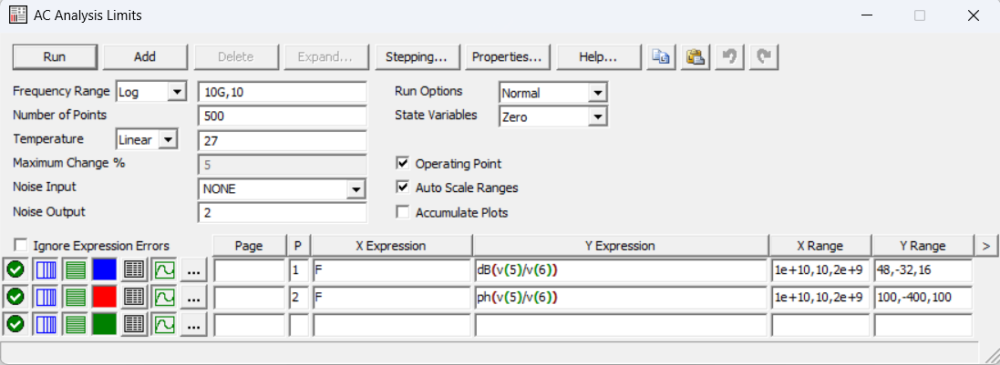 AC Analysis Limits
Run Add Delete Expand... Stepping... Properties... Help...
Frequency Range Log 10G,10 Run Options Normal
Number of Points 500 State Variables Zero
Temperature Linear 27
Maximum Change % 5 Operating Point
Noise Input NONE Auto Scale Ranges
Noise Output 2 Accumulate Plots
Ignore Expression Errors Page P X Expression Y Expression X Range Y Range >
... 1 F dB(v(5)/v(6)) 1e+10,10,2e+9 48,-32,16
... 2 F ph(v(5)/v(6)) 1e+10,10,2e+9 100,-400,100
...